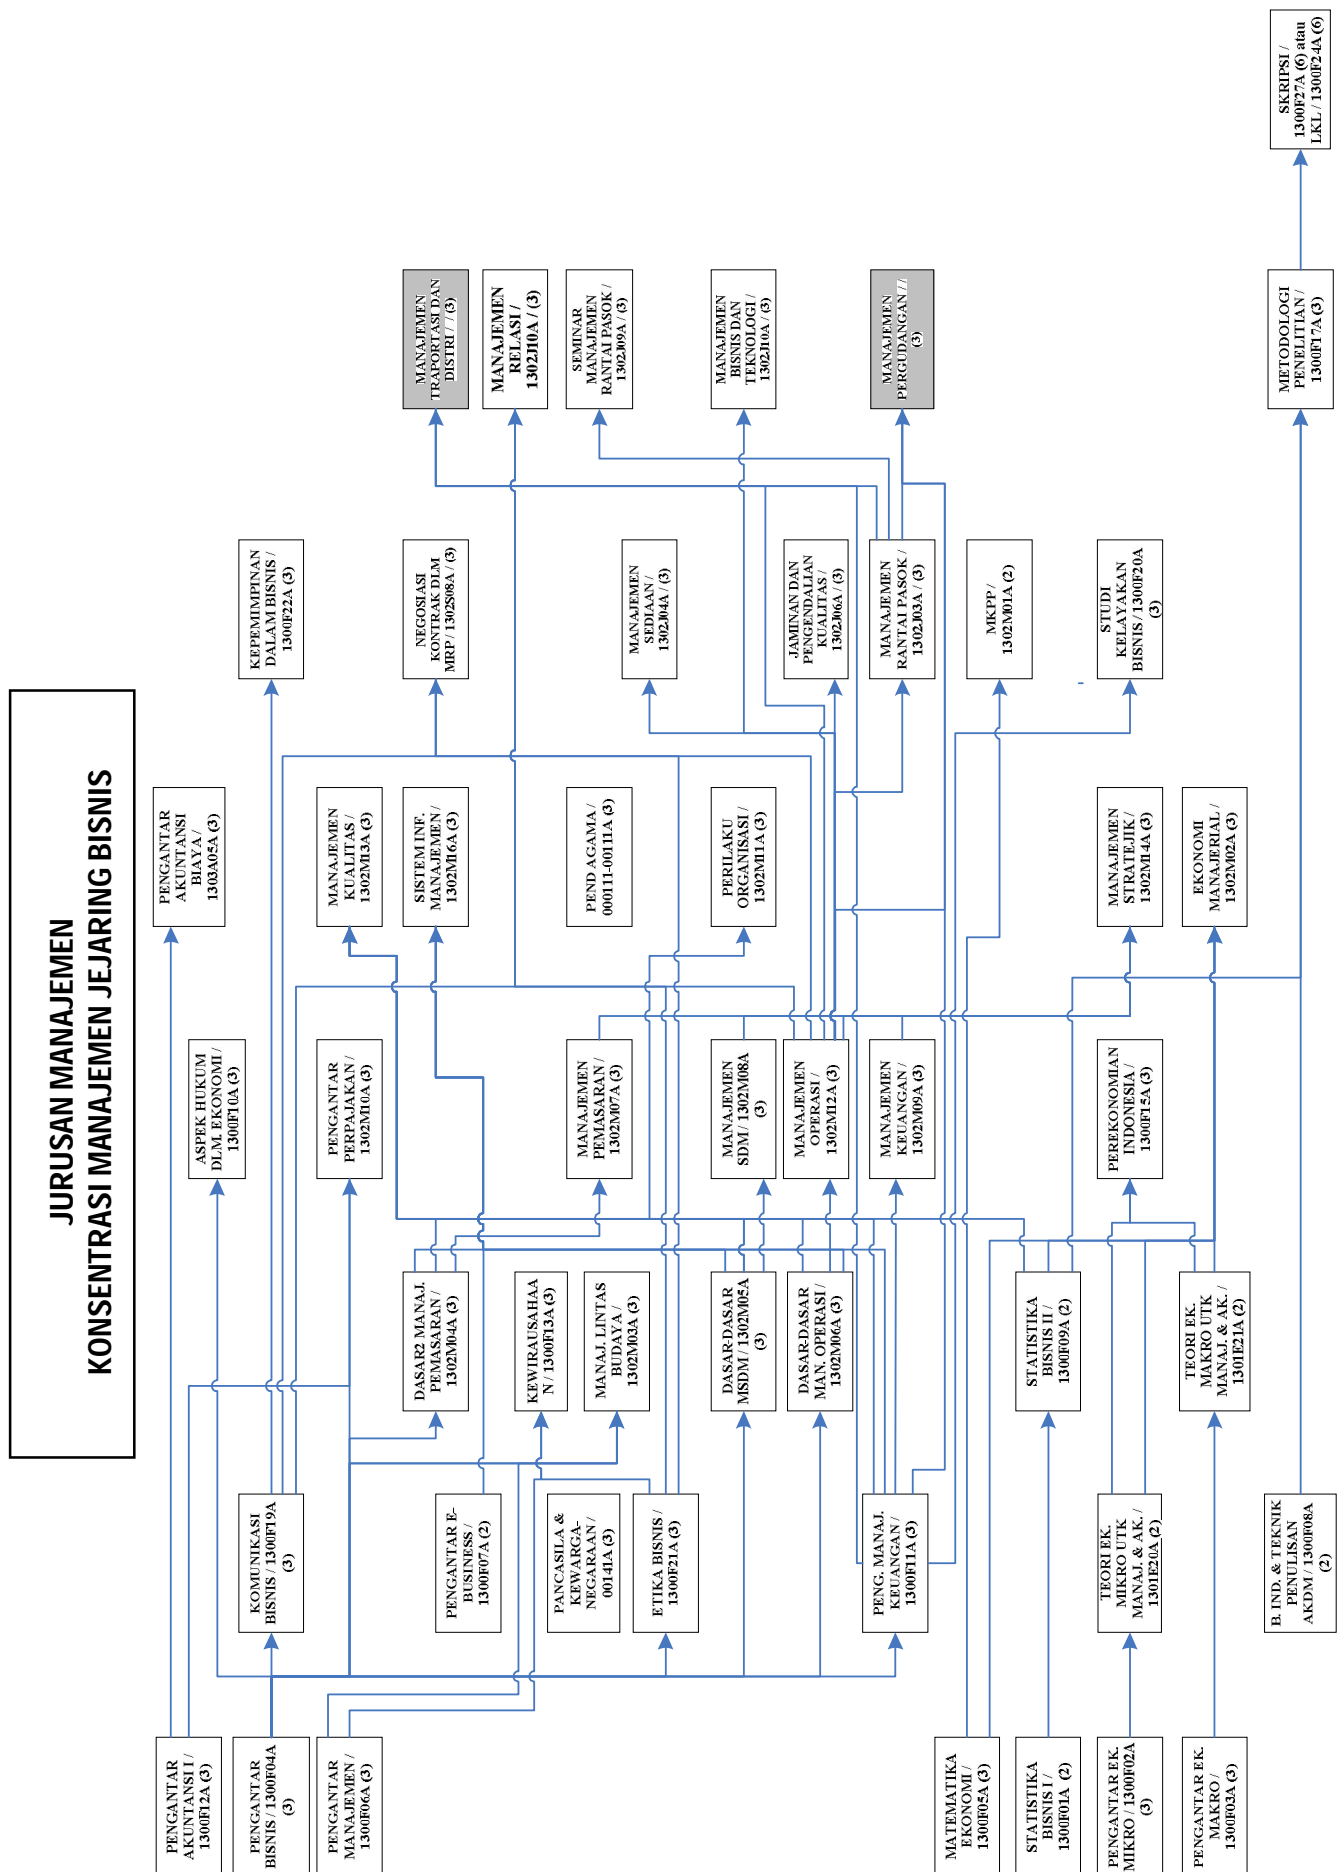 JURUSAN MANAJEMEN
KONSENTRASI MANAJEMEN JEJARING BISNIS
PENGANTAR
AKUNTANSI I /
1300F12A (3)
PENGANTAR
BISNIS / 1300F04A
(3)
PENGANTAR
MANAJEMEN /
1300F06A (3)
MATEMATIKA
EKONOMI /
1300F05A (3)
STATISTIKA
BISNIS I /
1300F01A (2)
PENGANTAR EK.
MIKRO / 1300F02A
(3)
PENGANTAR EK.
MAKRO /
1300F03A (3)
KOMUNIKASI
BISNIS / 1300F19A
(3)
PENGANTAR E-
BUSINESS /
1300F07A (2)
PANCASILA &
KEWARGA-
NEGARAAN /
00141A (3)
ETIKA BISNIS /
1300F21A (3)
PENG. MANAJ.
KEUANGAN /
1300F11A (3)
TEORI EK.
MIKRO UTK
MANAJ. & AK. /
1301E20A (2)
B. IND. & TEKNIK
PENULISAN
AKDM / 1300F08A
(2)
DASAR2 MANAJ.
PEMASARAN /
1302M04A (3)
KEWIRAUSAHAA
N / 1300F13A (3)
MANAJ. LINTAS
BUDAYA /
1302M03A (3)
DASAR-DASAR
MSDM / 1302M05A
(3)
DASAR-DASAR
MAN. OPERASI /
1302M06A (3)
STATISTIKA
BISNIS II /
1300F09A (2)
TEORI EK.
MAKRO UTK
MANAJ. & AK. /
1301E21A (2)
ASPEK HUKUM
DLM. EKONOMI /
1300F10A (3)
PENGANTAR
PERPAJAKAN /
1302M10A (3)
MANAJEMEN
PEMASARAN /
1302M07A (3)
MANAJEMEN
SDM / 1302M08A
(3)
MANAJEMEN
OPERASI /
1302M12A (3)
MANAJEMEN
KEUANGAN /
1302M09A (3)
PEREKONOMIAN
INDONESIA /
1300F15A (3)
PENGANTAR
AKUNTANSI
BIAYA /
1303A05A (3)
MANAJEMEN
KUALITAS /
1302M13A (3)
SISTEM INF.
MANAJEMEN /
1302M16A (3)
PEND AGAMA /
000111-00111A (3)
PERILAKU
ORGANISASI /
1302M11A (3)
MANAJEMEN
STRATEJIK /
1302M14A (3)
EKONOMI
MANAJERIAL /
1302M02A (3)
KEPEMIMPINAN
DALAM BISNIS /
1300F22A (3)
NEGOSIASI
KONTRAK DLM
MRP / 1302S08A / (3)
MANAJEMEN
SEDIAAN /
1302J04A / (3)
JAMINAN DAN
PENGENDALIAN
KUALITAS /
1302J06A / (3)
MANAJEMEN
RANTAI PASOK /
1302J03A / (3)
MKPP /
1302M01A (2)
STUDI
KELAYAKAN
BISNIS / 1300F20A
(3)
MANAJEMEN
TRAPORTASI DAN
DISTRI / / (3)
MANAJEMEN
RELASI /
1302J10A / (3)
SEMINAR
MANAJEMEN
RANTAI PASOK /
1302J09A / (3)
MANAJEMEN
BISNIS DAN
TEKNOLOGI /
1302J10A / (3)
MANAJEMEN
PERGUDANGAN / /
(3)
METODOLOGI
PENELITIAN /
1300F17A (3)
SKRIPSI /
1300F27A (6) atau
LKL / 1300F24A (6)